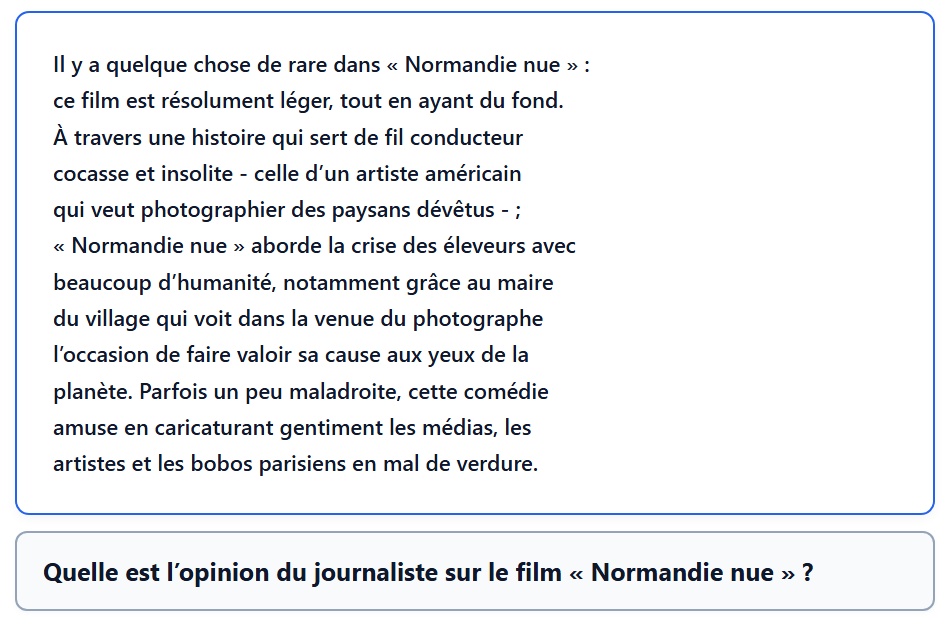 Il y a quelque chose de rare dans « Normandie nue » :
ce film est résolument léger, tout en ayant du fond.
À travers une histoire qui sert de fil conducteur
cocasse et insolite - celle d’un artiste américain
qui veut photographier des paysans dévêtus - ;
« Normandie nue » aborde la crise des éleveurs avec
beaucoup d’humanité, notamment grâce au maire
du village qui voit dans la venue du photographe
l’occasion de faire valoir sa cause aux yeux de la
planète. Parfois un peu maladroite, cette comédie
amuse en caricaturant gentiment les médias, les
artistes et les bobos parisiens en mal de verdure.
Quelle est l’opinion du journaliste sur le film « Normandie nue » ?